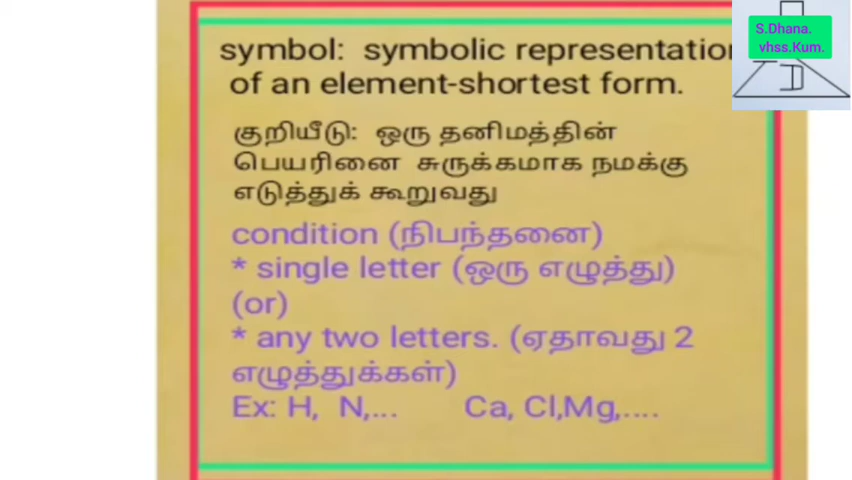 S.Dhana.
vhss.Kum.
symbol: symbolic representation
of an element-shortest form.
குறியீடு: ஒரு தனிமத்தின்
பெயரினை சுருக்கமாக நமக்கு
எடுத்துக் கூறுவது
condition (நிபந்தனை)
* single letter (ஒரு எழுத்து)
(or)
* any two letters. (ஏதாவது 2
எழுத்துக்கள்)
Ex: H, N,... Ca, Cl,Mg,....